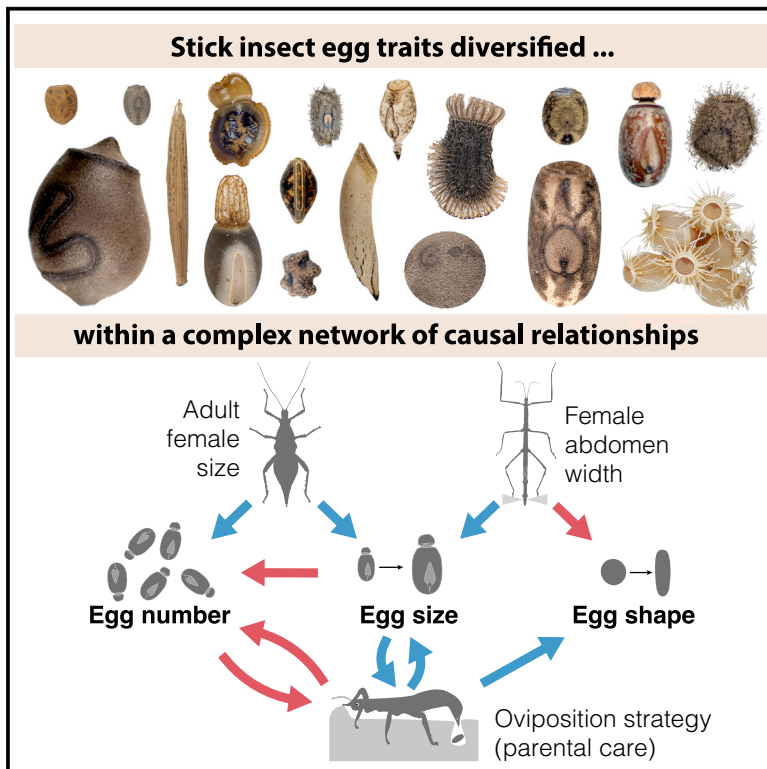 Stick insect egg traits diversified ...
within a complex network of causal relationships
Adult
female
size
Female
abdomen
width
Egg number
Egg size
Egg shape
Oviposition strategy
(parental care)